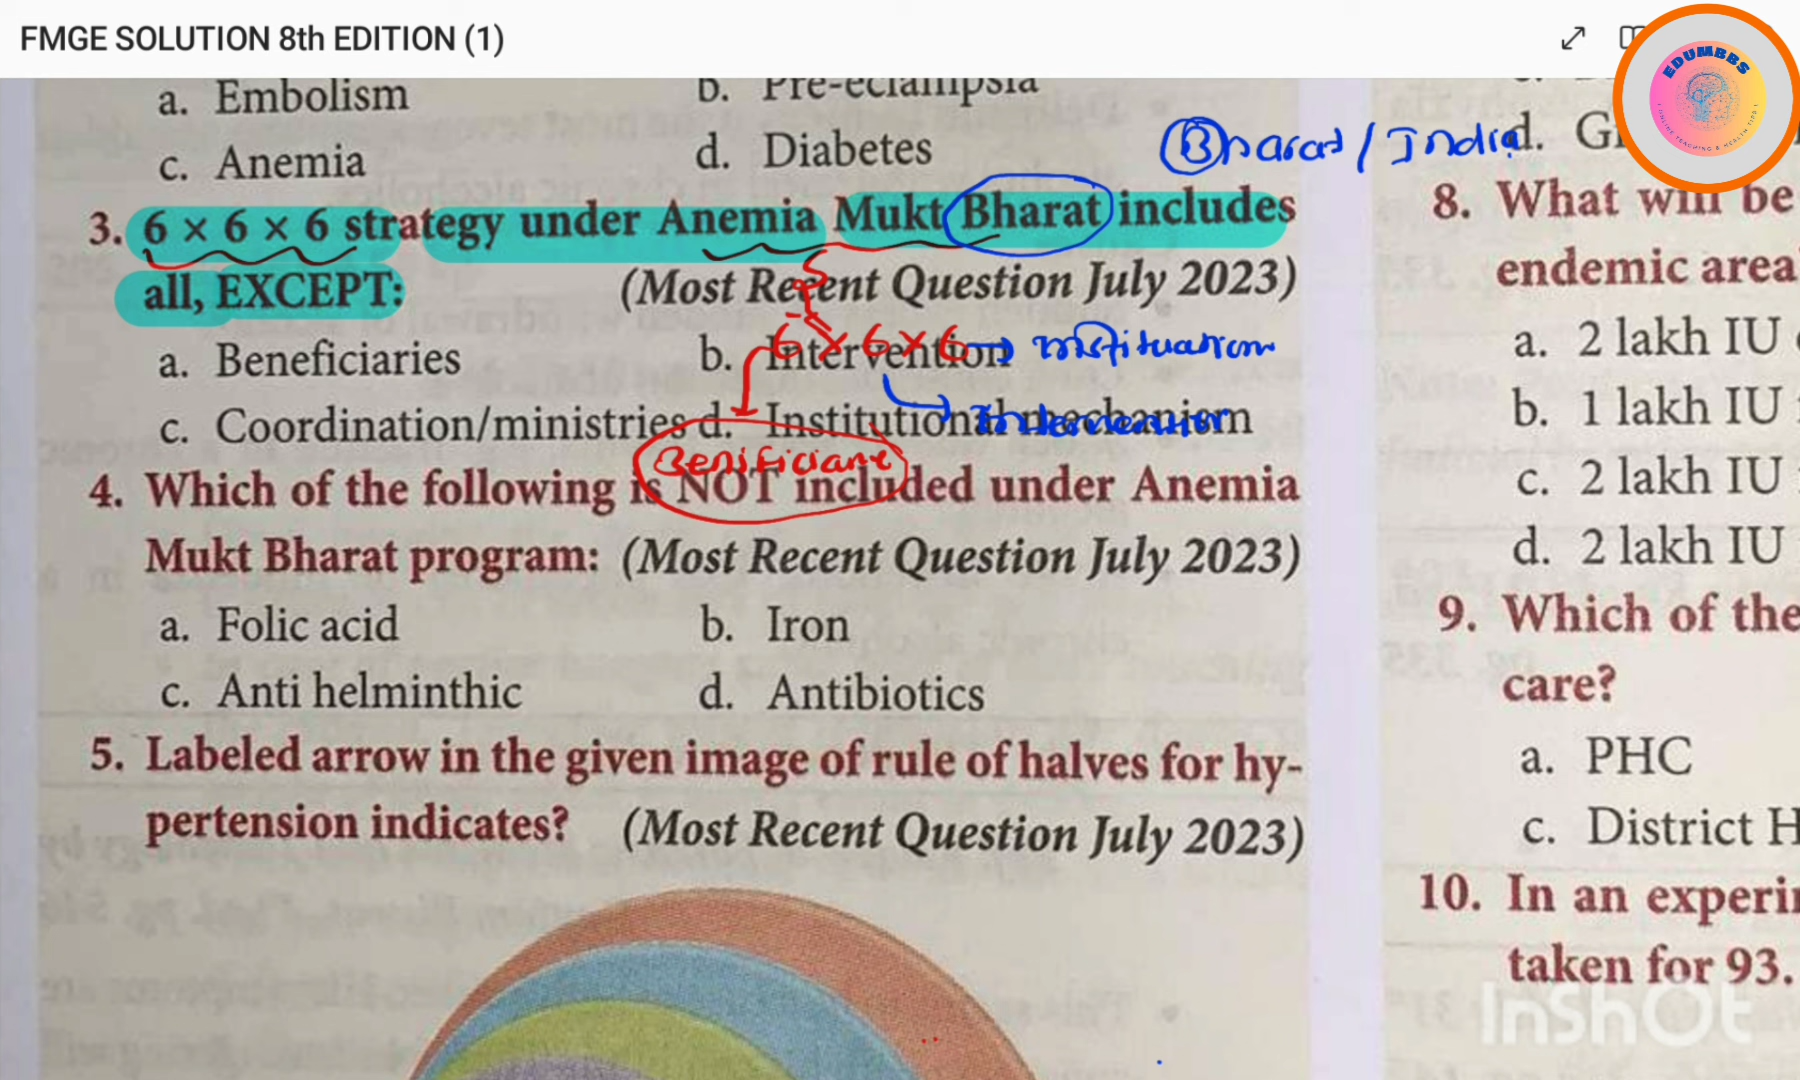 FMGE SOLUTION 8th EDITION (1)
EDUMBBS
a. Embolism b. Pre-eclampsia
c. Anemia d. Diabetes
Bharat / India
3. 6 × 6 × 6 strategy under Anemia Mukt Bharat includes
all, EXCEPT: (Most Recent Question July 2023)
6 × 6 × 6
a. Beneficiaries b. Intervention
c. Coordination/ministries d. Institutional mechanism
4. Which of the following is NOT included under Anemia
Mukt Bharat program: (Most Recent Question July 2023)
a. Folic acid b. Iron
c. Anti helminthic d. Antibiotics
5. Labeled arrow in the given image of rule of halves for hy-
pertension indicates? (Most Recent Question July 2023)
d.
8. What will be
endemic area
a. 2 lakh IU
b. 1 lakh IU
c. 2 lakh IU
d. 2 lakh IU
9. Which of the
care?
a. PHC
c. District H
10. In an experi
taken for 93.
InShOt